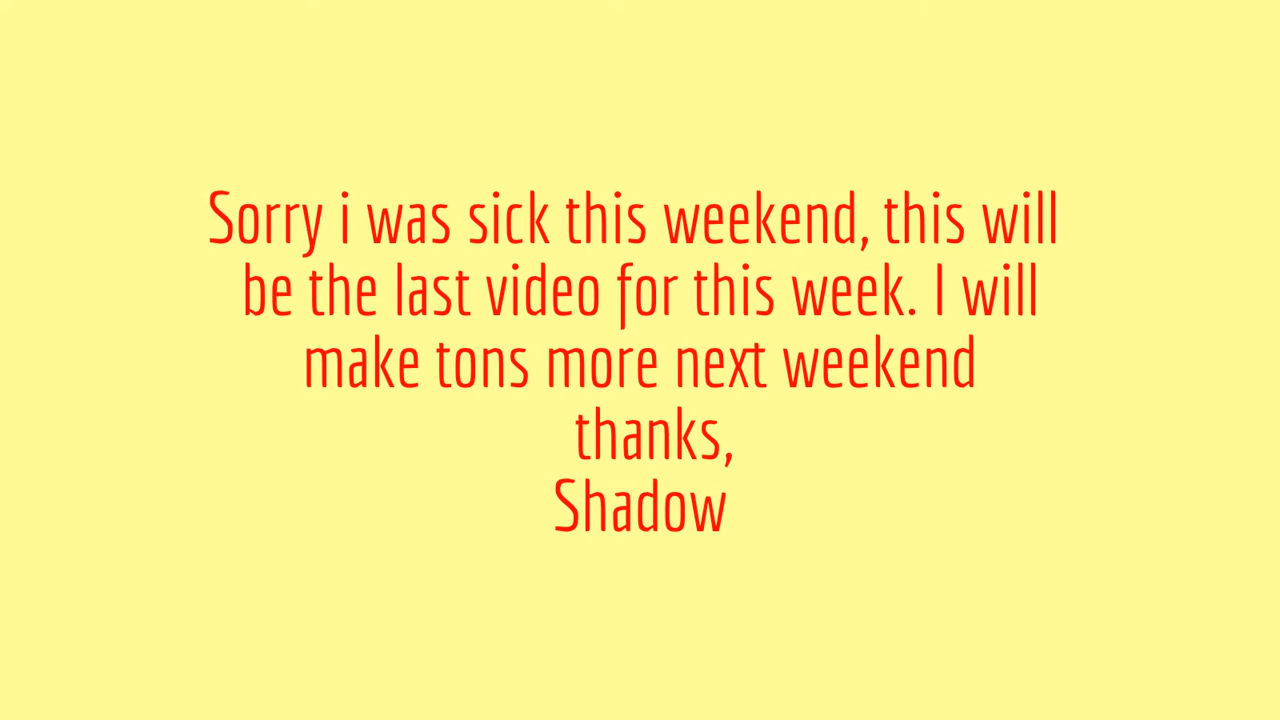 Sorry i was sick this weekend, this will
be the last video for this week. I will
make tons more next weekend
thanks,
Shadow